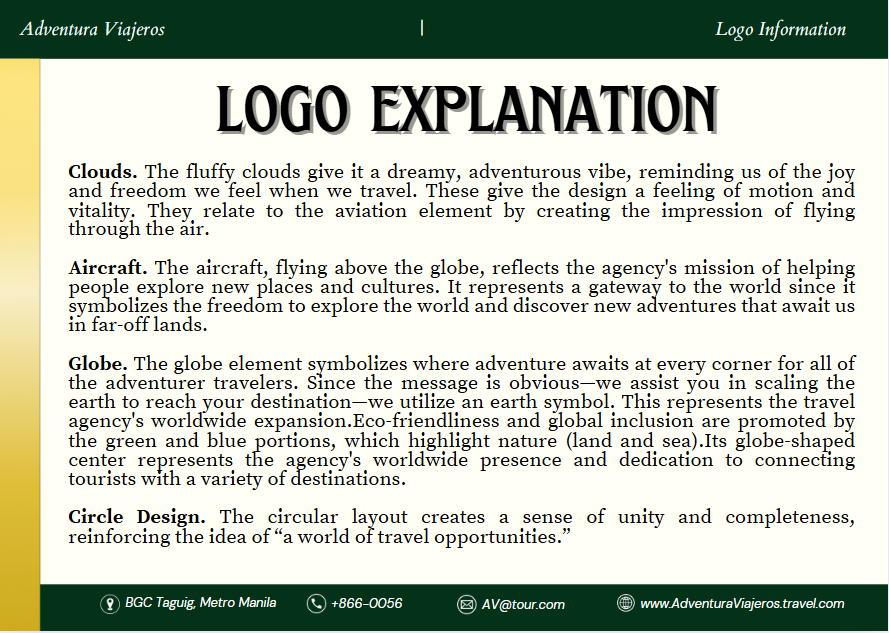 Adventura Viajeros | Logo Information
LOGO EXPLANATION
Clouds. The fluffy clouds give it a dreamy, adventurous vibe, reminding us of the joy
and freedom we feel when we travel. These give the design a feeling of motion and
vitality. They relate to the aviation element by creating the impression of flying
through the air.
Aircraft. The aircraft, flying above the globe, reflects the agency's mission of helping
people explore new places and cultures. It represents a gateway to the world since it
symbolizes the freedom to explore the world and discover new adventures that await us
in far-off lands.
Globe. The globe element symbolizes where adventure awaits at every corner for all of
the adventurer travelers. Since the message is obvious—we assist you in scaling the
earth to reach your destination—we utilize an earth symbol. This represents the travel
agency's worldwide expansion.Eco-friendliness and global inclusion are promoted by
the green and blue portions, which highlight nature (land and sea).Its globe-shaped
center represents the agency's worldwide presence and dedication to connecting
tourists with a variety of destinations.
Circle Design. The circular layout creates a sense of unity and completeness,
reinforcing the idea of “a world of travel opportunities.”
BGC Taguig, Metro Manila +866-0056 AV@tour.com www.AdventuraViajeros.travel.com